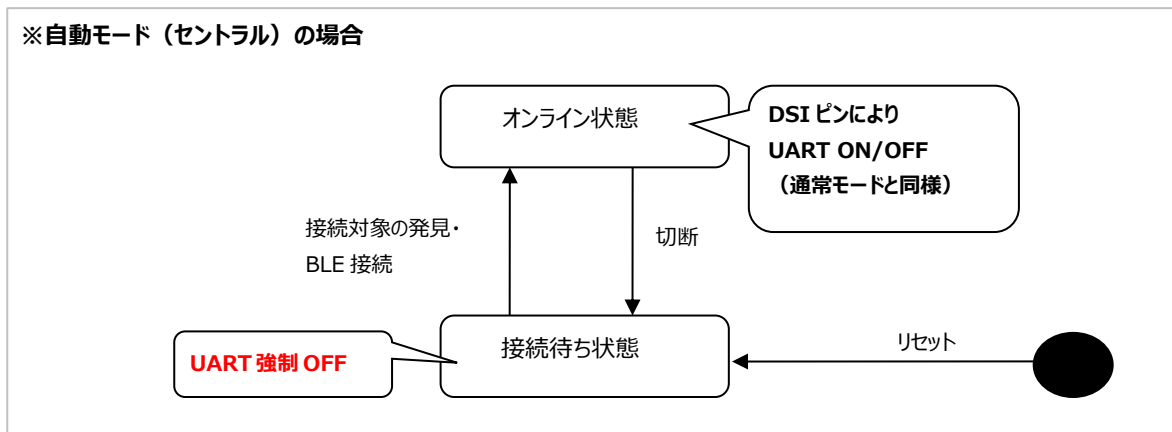 ※自動モード（セントラル）の場合
オンライン状態
DSI ピンにより
UART ON/OFF
（通常モードと同様）
接続対象の発見・
BLE 接続
切断
UART 強制 OFF
接続待ち状態
リセット